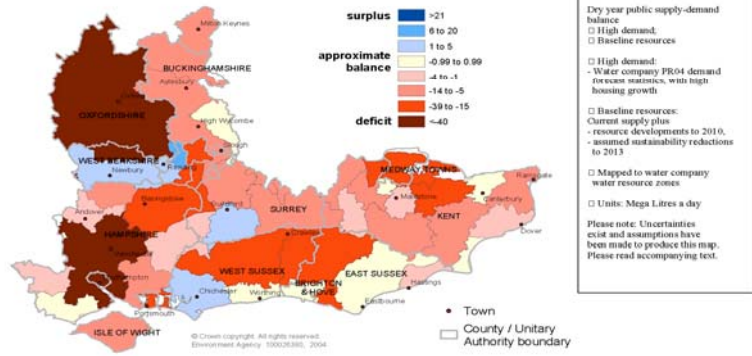 surplus
>21
6 to 20
1 to 5
approximate
balance
-0.99 to 0.99
-4 to -1
-14 to -5
-39 to -15
deficit
<-40
Milton Keynes
BUCKINGHAMSHIRE
Aylesbury
OXFORDSHIRE
High Wycombe
Slough
WEST BERKSHIRE
Reading
Newbury
MEDWAY TOWNS
Ramsgate
Basingstoke
Guildford
SURREY
Maidstone
Canterbury
Andover
KENT
Dover
HAMPSHIRE
Winchester
Crawley
WEST SUSSEX
EAST SUSSEX
BRIGHTON
& HOVE
Hastings
Southampton
Chichester
Worthing
Eastbourne
Portsmouth
ISLE OF WIGHT
© Crown copyright. All rights reserved.
Environment Agency 100026380, 2004
Town
County / Unitary
Authority boundary
Dry year public supply-demand
balance
□ High demand;
□ Baseline resources
□ High demand:
- Water company PR04 demand
forecast statistics, with high
housing growth
□ Baseline resources:
Current supply plus
- resource developments to 2010,
- assumed sustainability reductions
to 2013
□ Mapped to water company
water resource zones
□ Units: Mega Litres a day
Please note: Uncertainties
exist and assumptions have
been made to produce this map.
Please read accompanying text.